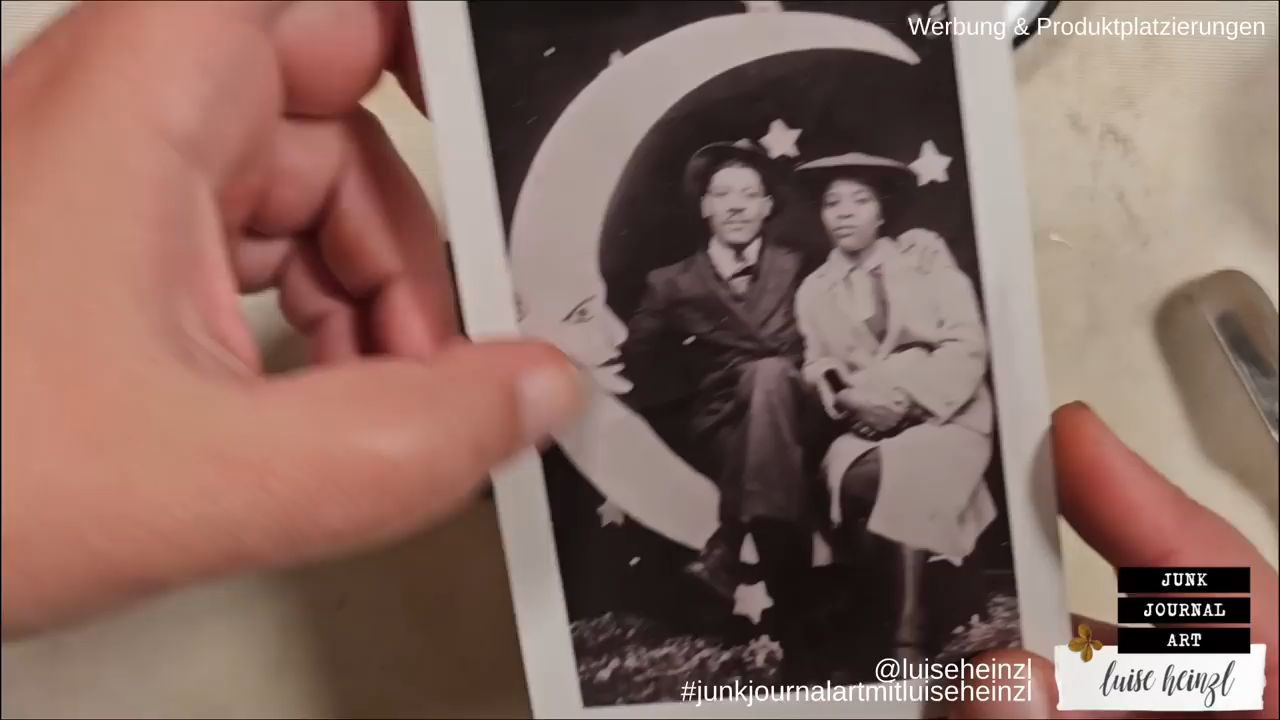 Werbung & Produktplatzierungen
JUNK
JOURNAL
ART
luise heinzl
@luiseheinzl
#junkjournalartmitluiseheinzl